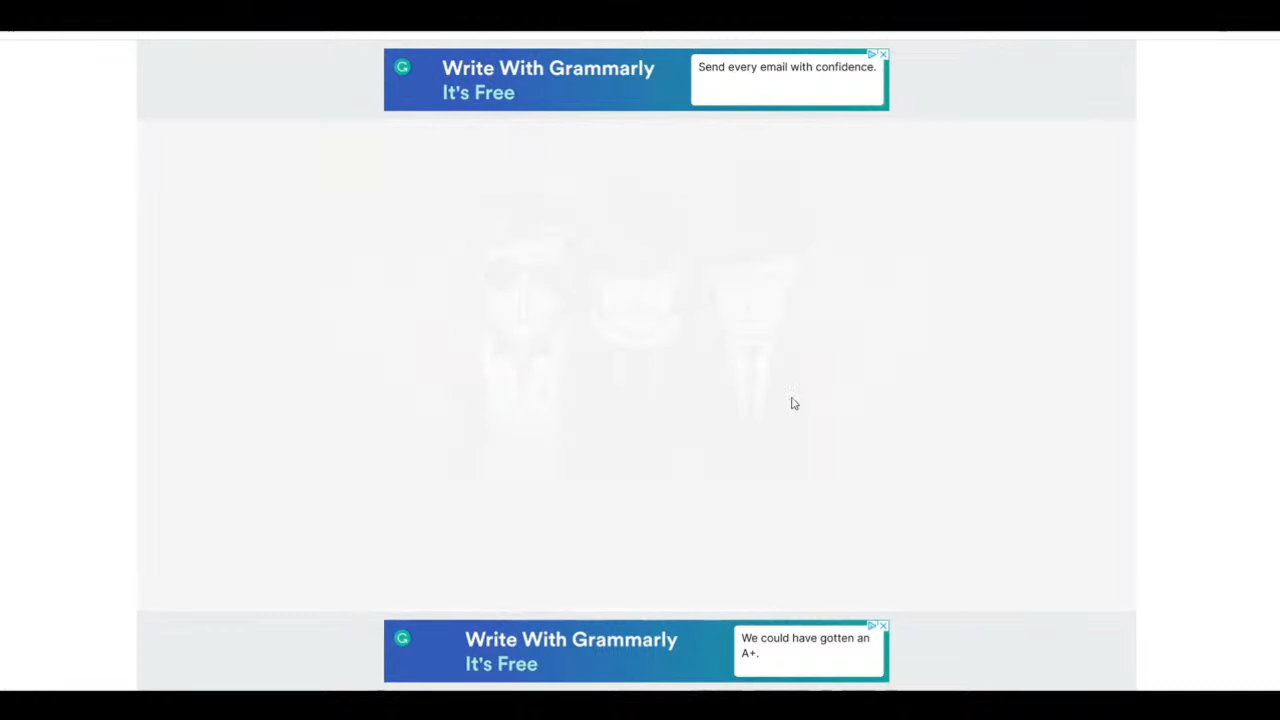 Write With Grammarly
It's Free
Send every email with confidence.
Write With Grammarly
It's Free
We could have gotten an
A+.